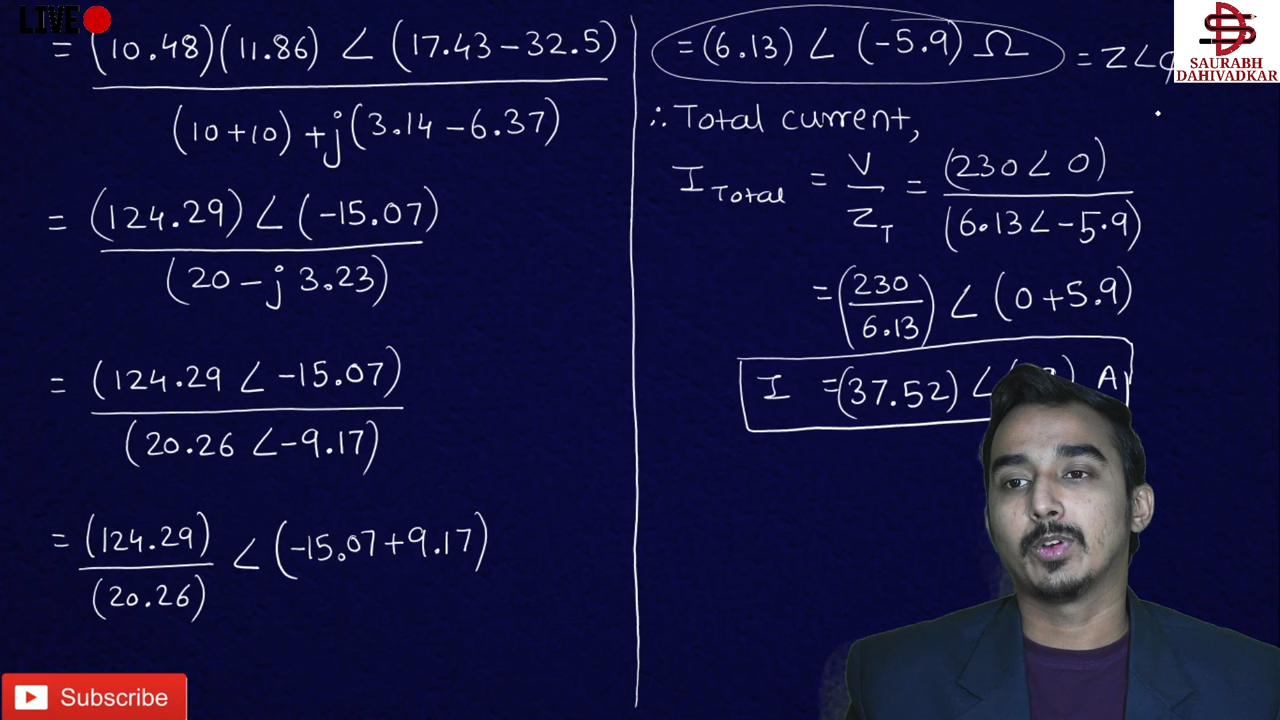 LIVE
= (10.48)(11.86) ∠ (17.43-32.5)
(10+10) + j(3.14-6.37)
= (124.29) ∠ (-15.07)
(20 - j 3.23)
= (124.29 ∠ -15.07)
(20.26 ∠-9.17)
= (124.29) ∠ (-15.07+9.17)
(20.26)
= (6.13) ∠ (-5.9) Ω = Z∠
∴ Total current,
I Total = V/Z_T = (230∠ 0)
(6.13∠-5.9)
= (230/6.13) ∠ (0+5.9)
I = (37.52) ∠ A
SAURABH
DAHIVADKAR
Subscribe